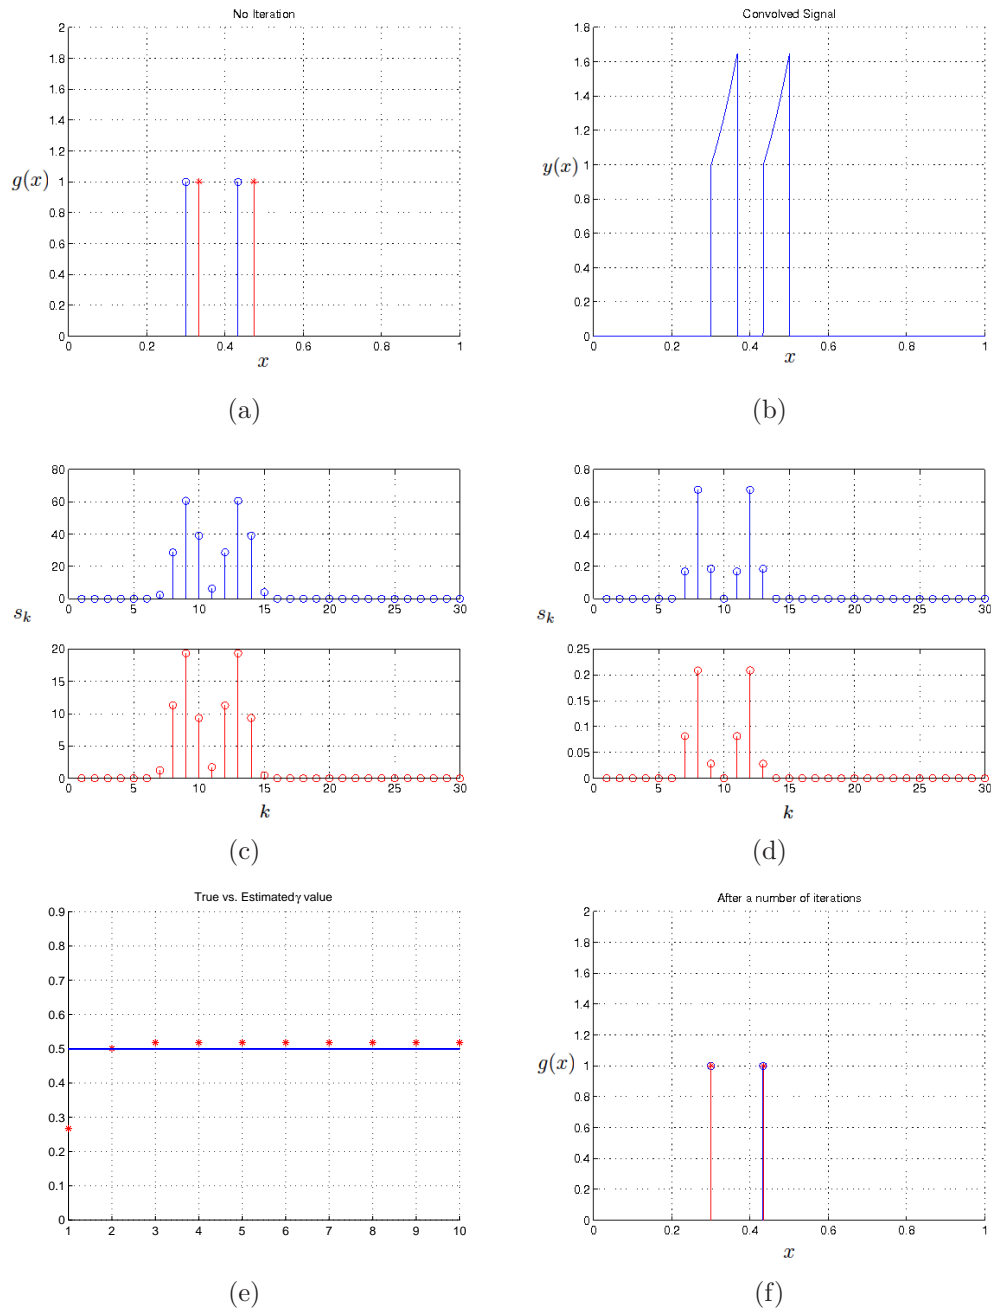 No Iteration
2
1.8
1.6
1.4
1.2
g(x)
1
0.8
0.6
0.4
0.2
0
0 0.2 0.4 0.6 0.8 1
x
(a)
Convolved Signal
1.8
1.6
1.4
1.2
y(x)
1
0.8
0.6
0.4
0.2
0
0 0.2 0.4 0.6 0.8 1
x
(b)
80
60
40
20
0
0 5 10 15 20 25 30
s_k
20
15
10
5
0
0 5 10 15 20 25 30
k
(c)
0.8
0.6
0.4
0.2
0
0 5 10 15 20 25 30
s_k
0.25
0.2
0.15
0.1
0.05
0
0 5 10 15 20 25 30
k
(d)
True vs. Estimated γ value
0.9
0.8
0.7
0.6
0.5
0.4
0.3
0.2
0.1
0
1 2 3 4 5 6 7 8 9 10
(e)
After a number of iterations
2
1.8
1.6
1.4
1.2
g(x)
1
0.8
0.6
0.4
0.2
0
0 0.2 0.4 0.6 0.8 1
x
(f)